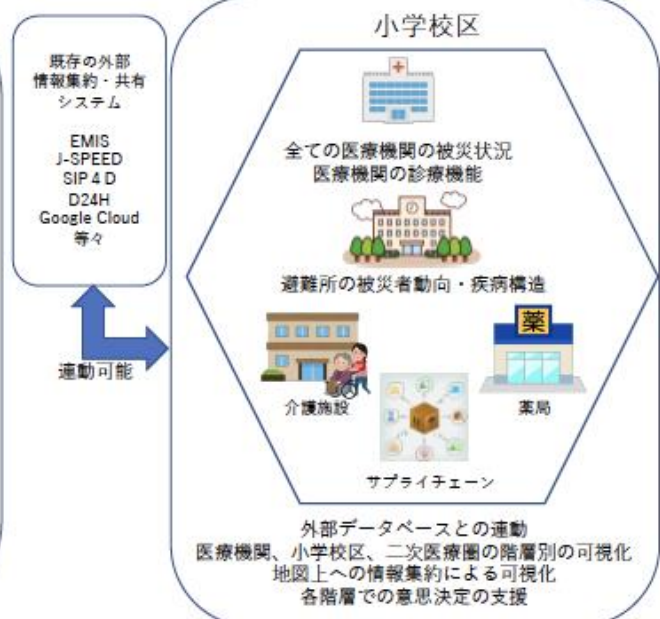 既存の外部
情報集約・共有
システム
EMIS
J-SPEED
SIP４D
D24H
Google Cloud
等々
連動可能
小学校区
全ての医療機関の被災状況
医療機関の診療機能
避難所の被災者動向・疾病構造
薬
介護施設
薬局
サプライチェーン
外部データベースとの連動
医療機関、小学校区、二次医療圏の階層別の可視化
地図上への情報集約による可視化
各階層での意思決定の支援